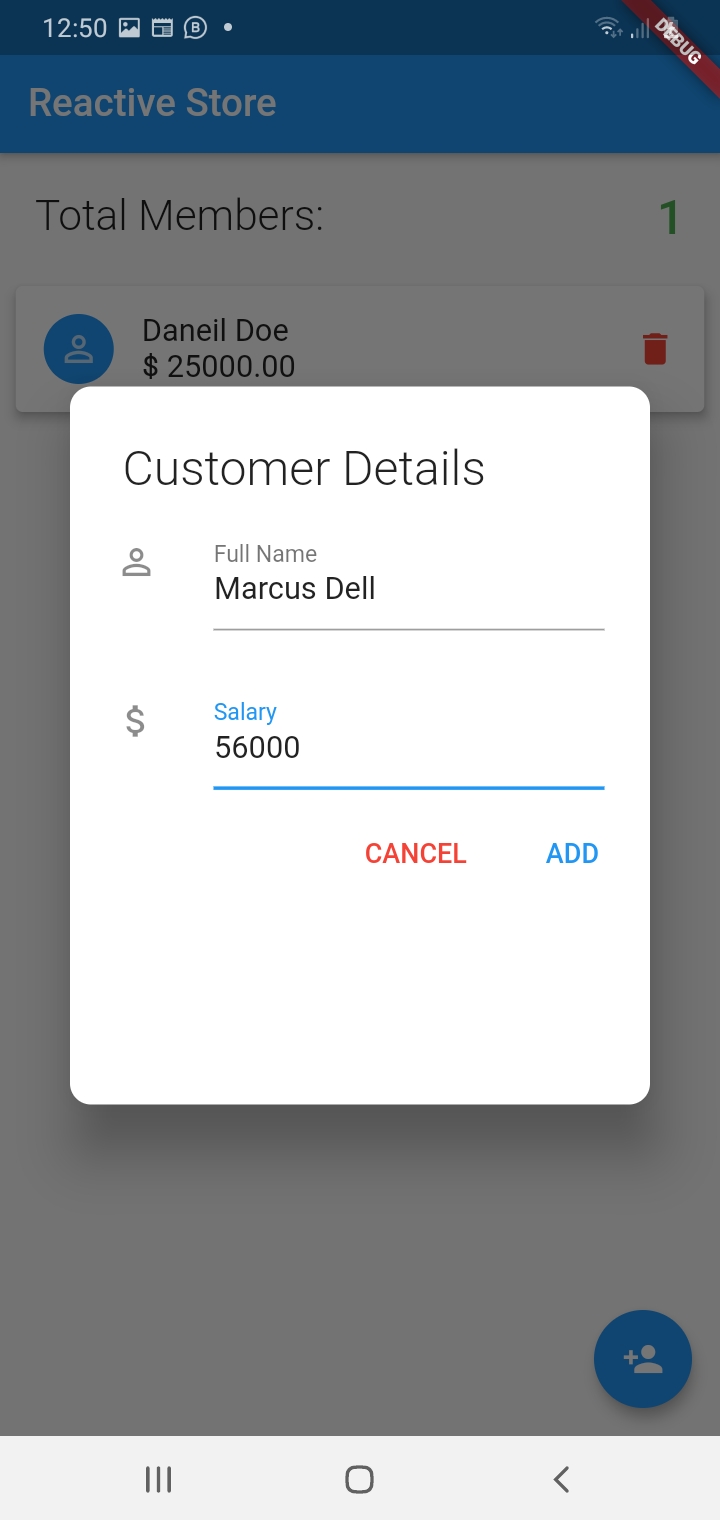 12:50
DEBUG
Reactive Store
Total Members: 1
Daneil Doe
$ 25000.00
Customer Details
Full Name
Marcus Dell
$ Salary
56000
CANCEL ADD